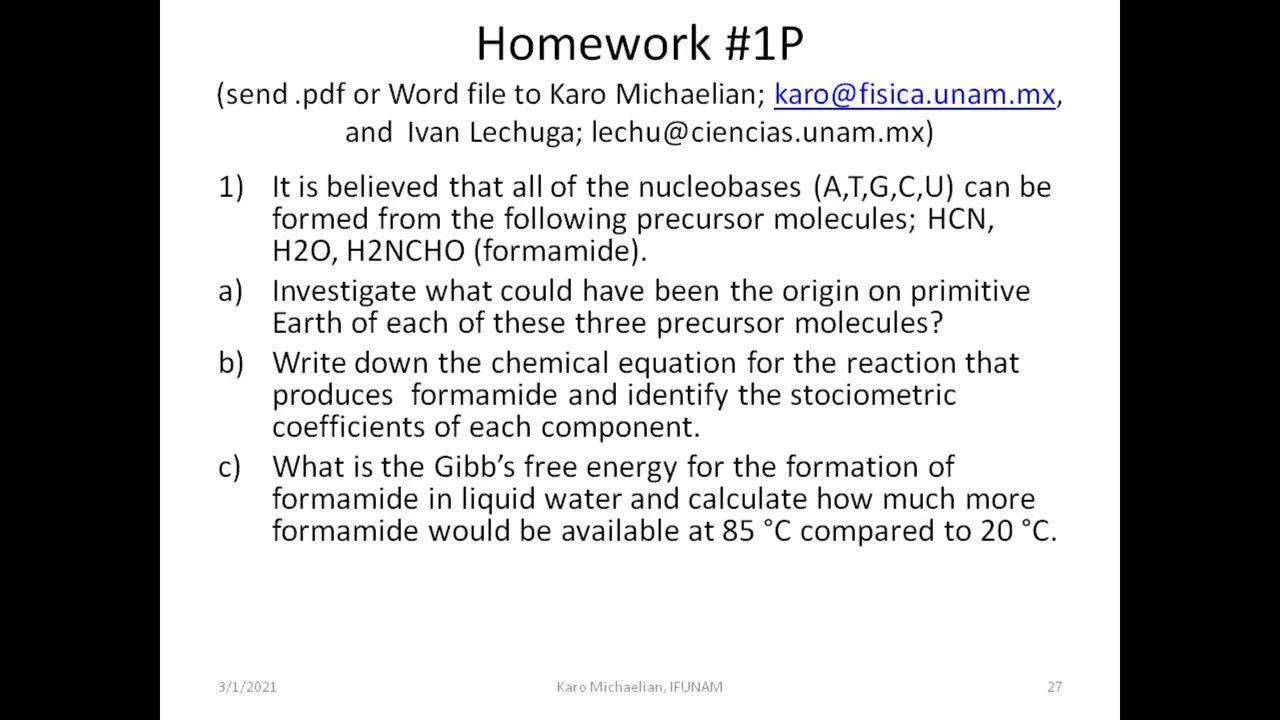 Homework #1P
(send .pdf or Word file to Karo Michaelian; karo@fisica.unam.mx,
and Ivan Lechuga; lechu@ciencias.unam.mx)
1) It is believed that all of the nucleobases (A,T,G,C,U) can be
formed from the following precursor molecules; HCN,
H2O, H2NCHO (formamide).
a) Investigate what could have been the origin on primitive
Earth of each of these three precursor molecules?
b) Write down the chemical equation for the reaction that
produces formamide and identify the stociometric
coefficients of each component.
c) What is the Gibb’s free energy for the formation of
formamide in liquid water and calculate how much more
formamide would be available at 85 °C compared to 20 °C.
3/1/2021 Karo Michaelian, IFUNAM 27